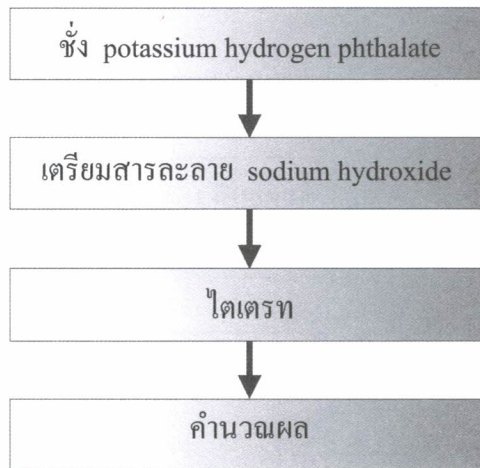 ชั่ง potassium hydrogen phthalate
เตรียมสารละลาย sodium hydroxide
ไตเตรท
คำนวณผล